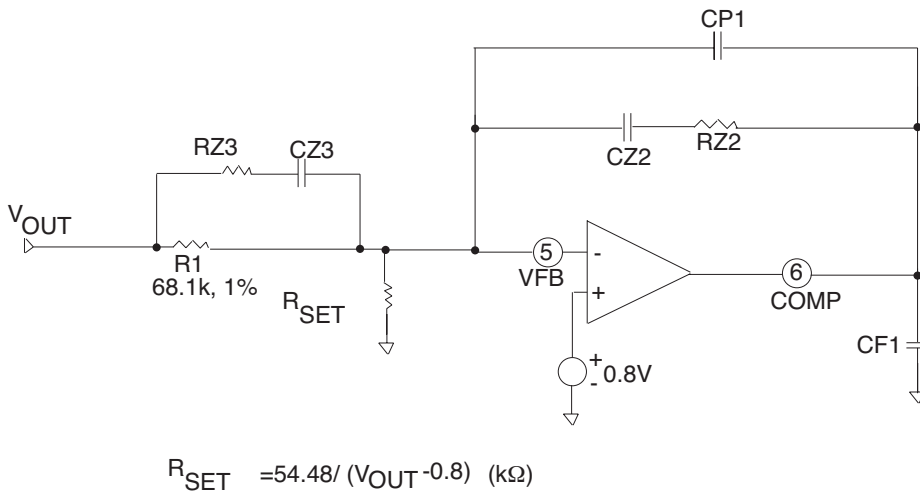 CP1
CZ2
RZ2
RZ3
CZ3
VOUT
R1
68.1k, 1%
RSET
5
VFB
-
+
6
COMP
CF1
+
-
0.8V
RSET =54.48/ (VOUT -0.8) (kΩ)